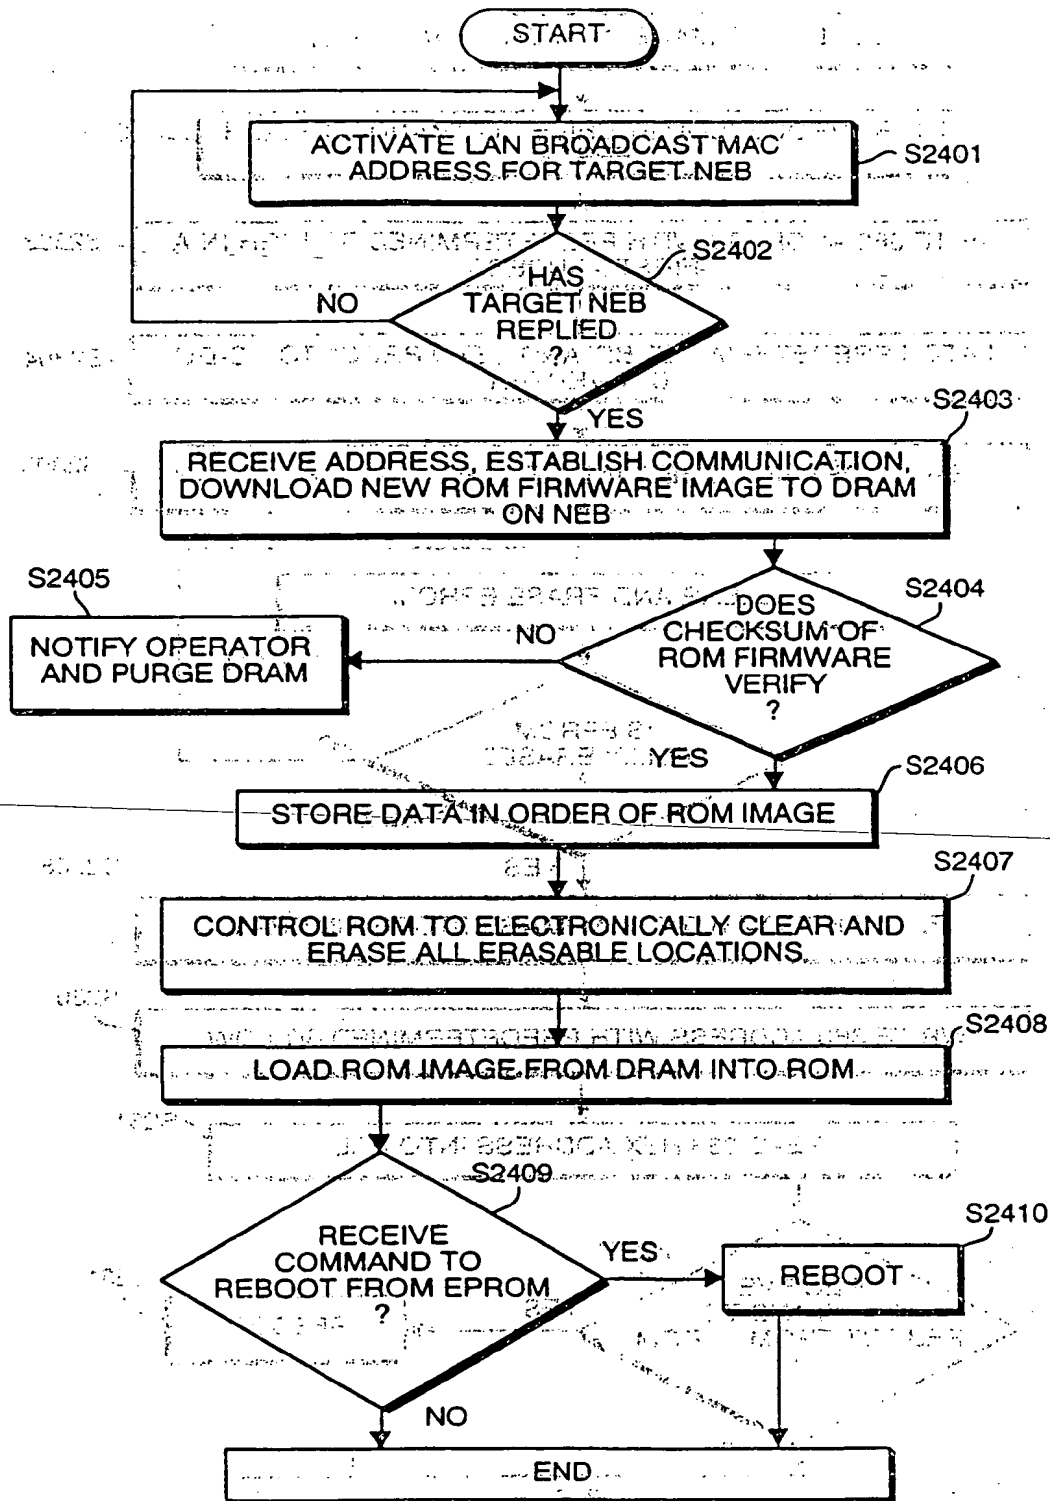 START
ACTIVATE LAN BROADCAST MAC
ADDRESS FOR TARGET NEB
S2401
S2402
HAS
TARGET NEB
REPLIED
?
NO
YES
S2403
RECEIVE ADDRESS, ESTABLISH COMMUNICATION,
DOWNLOAD NEW ROM FIRMWARE IMAGE TO DRAM
ON NEB
S2405
NOTIFY OPERATOR
AND PURGE DRAM
NO
S2404
DOES
CHECKSUM OF
ROM FIRMWARE
VERIFY
?
YES
S2406
STORE DATA IN ORDER OF ROM IMAGE
S2407
CONTROL ROM TO ELECTRONICALLY CLEAR AND
ERASE ALL ERASABLE LOCATIONS
S2408
LOAD ROM IMAGE FROM DRAM INTO ROM
S2409
RECEIVE
COMMAND TO
REBOOT FROM EPROM
?
YES
S2410
REBOOT
NO
END